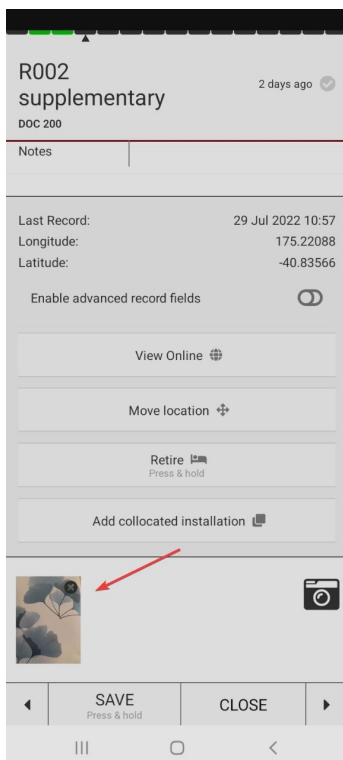 R002
supplementary
2 days ago
DOC 200
Notes
Last Record: 29 Jul 2022 10:57
Longitude: 175.22088
Latitude: -40.83566
Enable advanced record fields
View Online
Move location
Retire
Press & hold
Add collocated installation
SAVE
Press & hold
CLOSE